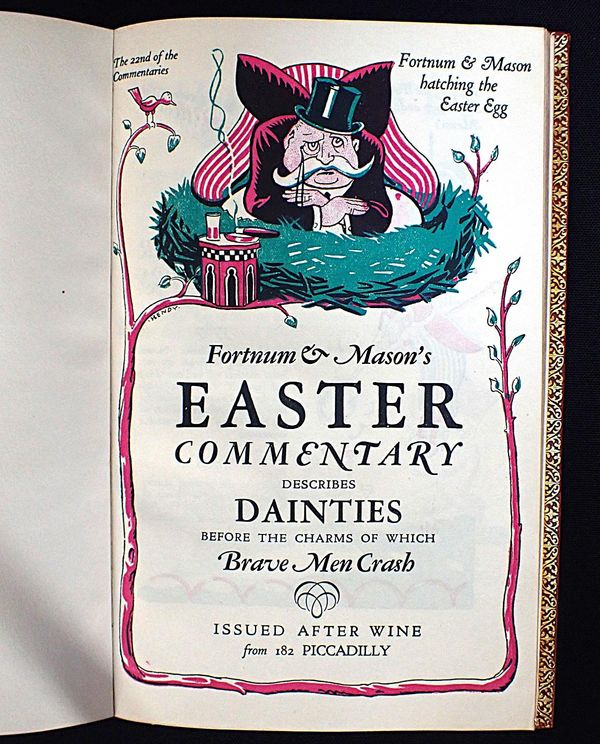 The 22nd of the
Commentaries
Fortnum & Mason
hatching the
Easter Egg
HENDY.
Fortnum & Mason's
EASTER
COMMENTARY
DESCRIBES
DAINTIES
BEFORE THE CHARMS OF WHICH
Brave Men Crash
ISSUED AFTER WINE
from 182 PICCADILLY